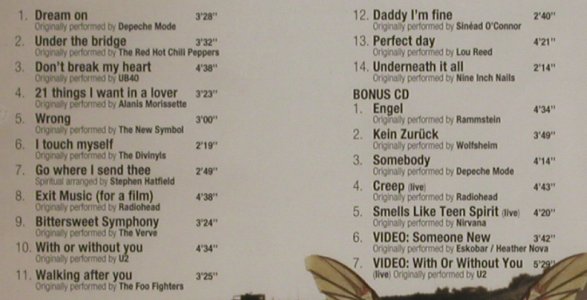 1. Dream on 3'28"
Originally performed by Depeche Mode
2. Under the bridge 3'32"
Originally performed by The Red Hot Chili Peppers
3. Don't break my heart 4'38"
Originally performed by UB40
4. 21 things I want in a lover 3'23"
Originally performed by Alanis Morissette
5. Wrong 3'00"
Originally performed by The New Symbol
6. I touch myself 2'19"
Originally performed by The Divinyls
7. Go where I send thee 2'49"
Spiritual arranged by Stephen Hatfield
8. Exit Music (for a film) 4'38"
Originally performed by Radiohead
9. Bittersweet Symphony 3'24"
Originally performed by The Verve
10. With or without you 4'34"
Originally performed by U2
11. Walking after you 3'25"
Originally performed by The Foo Fighters
12. Daddy I'm fine 2'40"
Originally performed by Sinéad O'Connor
13. Perfect day 4'21"
Originally performed by Lou Reed
14. Underneath it all 2'14"
Originally performed by Nine Inch Nails
BONUS CD
1. Engel 4'34"
Originally performed by Rammstein
2. Kein Zurück 3'49"
Originally performed by Wolfsheim
3. Somebody 4'14"
Originally performed by Depeche Mode
4. Creep (live) 4'43"
Originally performed by Radiohead
5. Smells Like Teen Spirit (live) 4'20"
Originally performed by Nirvana
6. VIDEO: Someone New 3'42"
Originally performed by Eskobar / Heather Nova
7. VIDEO: With Or Without You 5'29"
(live) Originally performed by U2